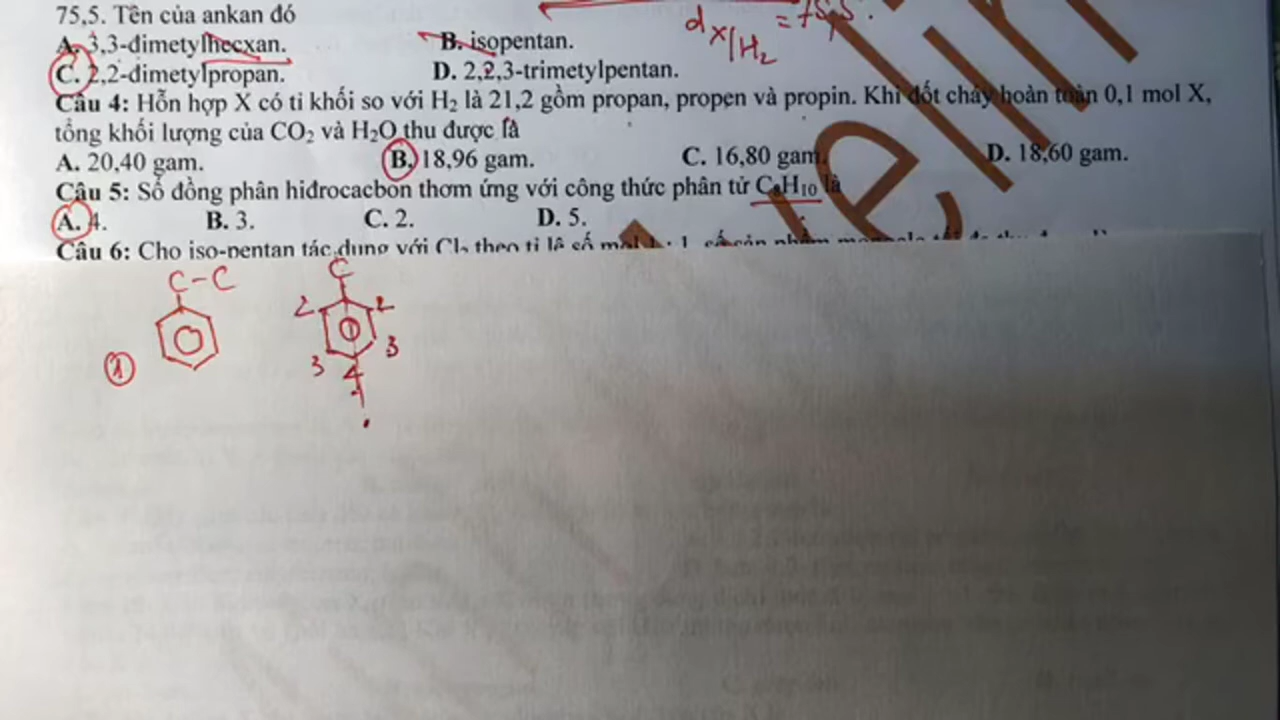 75,5. Tên của ankan đó
d X/H₂ = 75,5.
A. 3,3-đimetylhecxan. B. isopentan.
C. 2,2-đimetylpropan. D. 2,2,3-trimetylpentan.
Câu 4: Hỗn hợp X có tỉ khối so với H₂ là 21,2 gồm propan, propen và propin. Khi đốt cháy hoàn toàn 0,1 mol X,
tổng khối lượng của CO₂ và H₂O thu được là
A. 20,40 gam. B. 18,96 gam. C. 16,80 gam. D. 18,60 gam.
Câu 5: Số đồng phân hiđrocacbon thơm ứng với công thức phân tử C₈H₁₀ là
A. 4. B. 3. C. 2. D. 5.
Câu 6: Cho iso-pentan tác dụng với Cl₂ theo tỉ lệ số mol 1 : 1, số sản phẩm
C-C
C
2 2
3 3
4
1